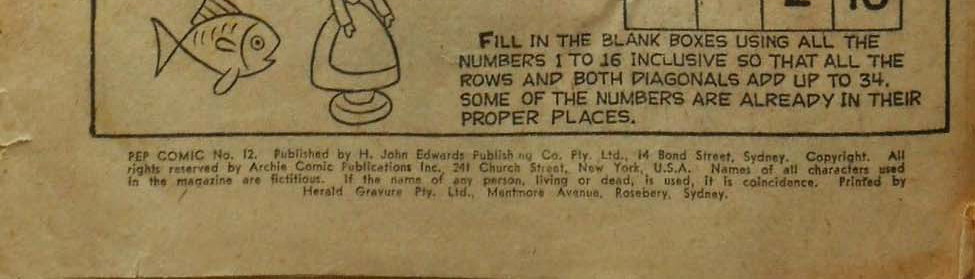 FILL IN THE BLANK BOXES USING ALL THE
NUMBERS 1 TO 16 INCLUSIVE SO THAT ALL THE
ROWS AND BOTH DIAGONALS ADD UP TO 34.
SOME OF THE NUMBERS ARE ALREADY IN THEIR
PROPER PLACES.
PEP COMIC No. 12. Published by H. John Edwards Publishing Co. Pty. Ltd., 14 Bond Street, Sydney. Copyright. All
rights reserved by Archie Comic Publications Inc., 241 Church Street, New York, U.S.A. Names of all characters used
in the magazine are fictitious. If the name of any person, living or dead, is used, it is coincidence. Printed by
Herald Gravure Pty. Ltd., Mentmore Avenue, Rosebery, Sydney.